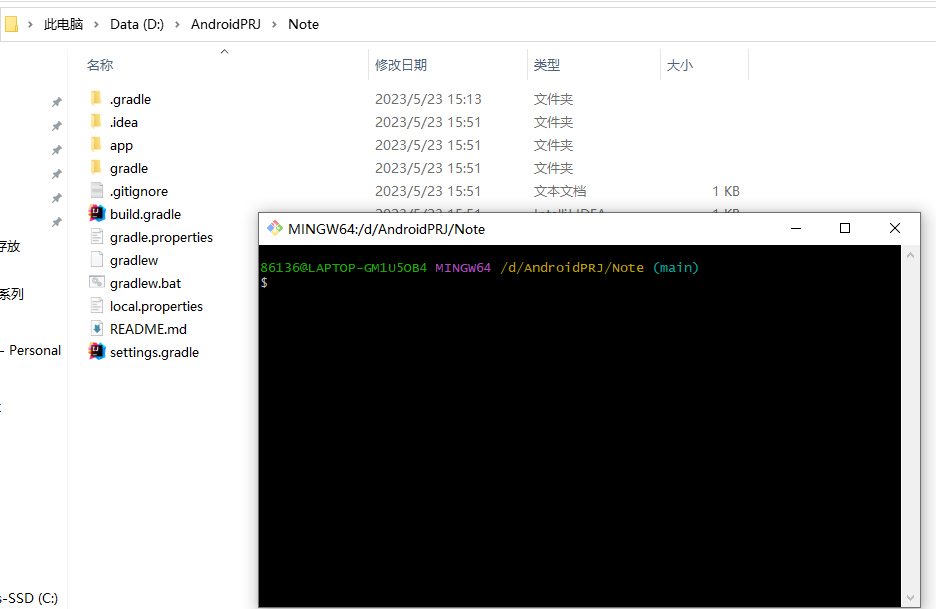 此电脑 > Data (D:) > AndroidPRJ > Note
名称 修改日期 类型 大小
.gradle 2023/5/23 15:13 文件夹
.idea 2023/5/23 15:51 文件夹
app 2023/5/23 15:51 文件夹
gradle 2023/5/23 15:51 文件夹
.gitignore 2023/5/23 15:51 文本文档 1 KB
build.gradle
gradle.properties
gradlew
gradlew.bat
local.properties
README.md
settings.gradle
存放
系列
- Personal
s-SSD (C:)
MINGW64:/d/AndroidPRJ/Note
86136@LAPTOP-GM1U5OB4 MINGW64 /d/AndroidPRJ/Note (main)
$